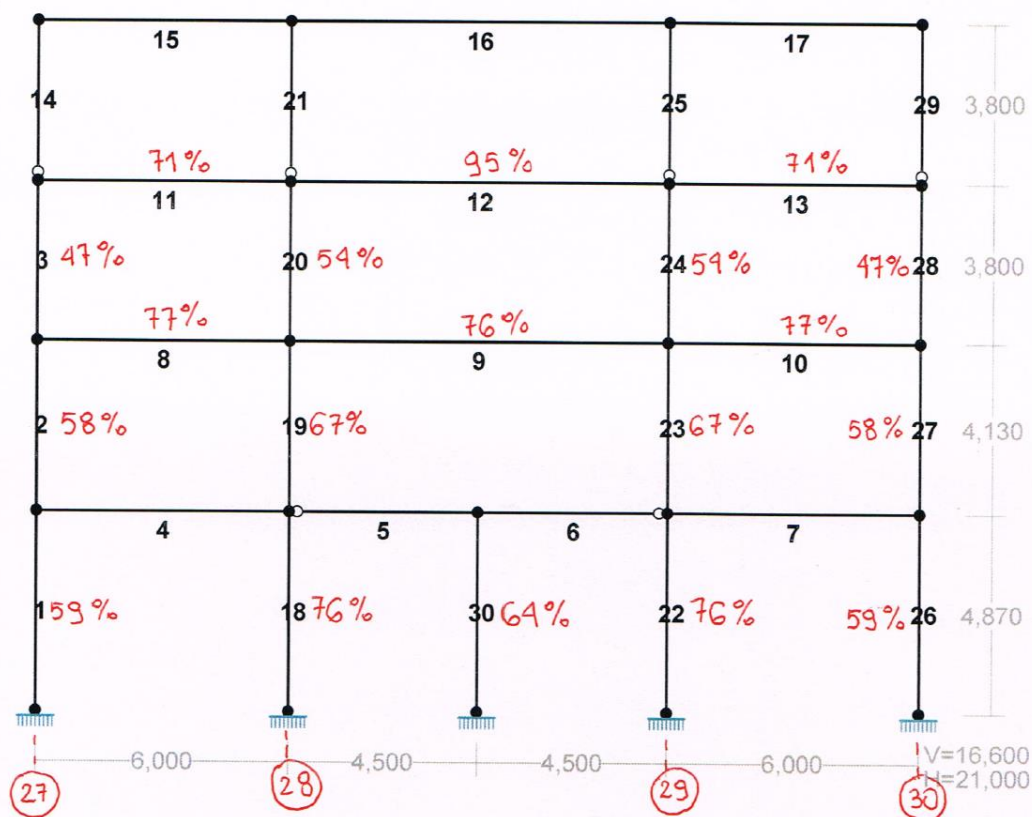 15 16 17
14 21 25 29 3,800
71% 95% 71%
11 12 13
3 47% 20 54% 24 59% 47% 28 3,800
77% 76% 77%
8 9 10
2 58% 19 67% 23 67% 58% 27 4,130
4 5 6 7
1 59% 18 76% 30 64% 22 76% 59% 26 4,870
6,000 4,500 4,500 6,000 V=16,600
H=21,000
27 28 29 30